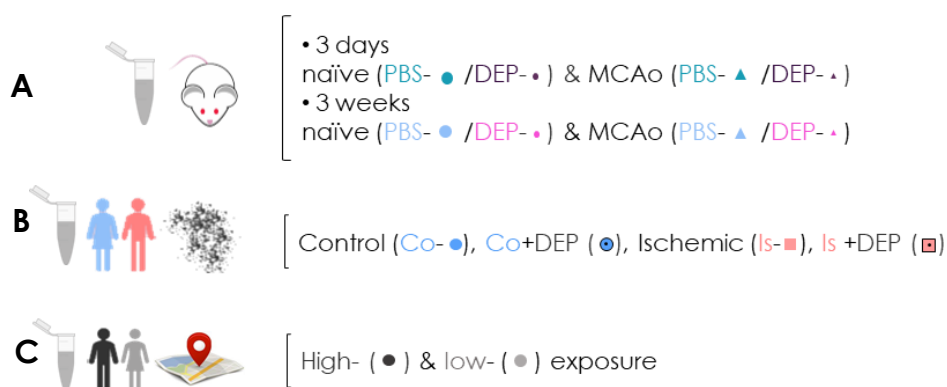 A
• 3 days
naïve (PBS- ● /DEP- ● ) & MCAo (PBS- ▲ /DEP- ▲ )
• 3 weeks
naïve (PBS- ● /DEP- ● ) & MCAo (PBS- ▲ /DEP- ▲ )
B
Control (Co- ●), Co+DEP (◉), Ischemic (Is- ■), Is +DEP (▣)
C
High- ( ● ) & low- ( ● ) exposure